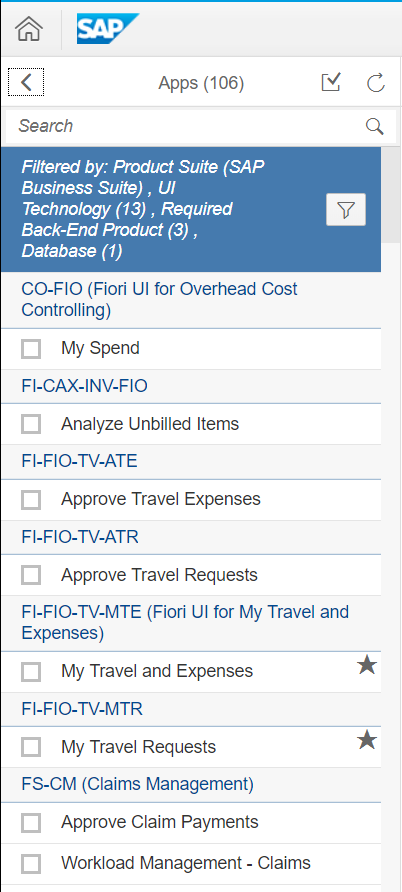 SAP
Apps (106)
Search
Filtered by: Product Suite (SAP
Business Suite) , UI
Technology (13) , Required
Back-End Product (3) ,
Database (1)
CO-FIO (Fiori UI for Overhead Cost
Controlling)
My Spend
FI-CAX-INV-FIO
Analyze Unbilled Items
FI-FIO-TV-ATE
Approve Travel Expenses
FI-FIO-TV-ATR
Approve Travel Requests
FI-FIO-TV-MTE (Fiori UI for My Travel and
Expenses)
My Travel and Expenses
FI-FIO-TV-MTR
My Travel Requests
FS-CM (Claims Management)
Approve Claim Payments
Workload Management - Claims